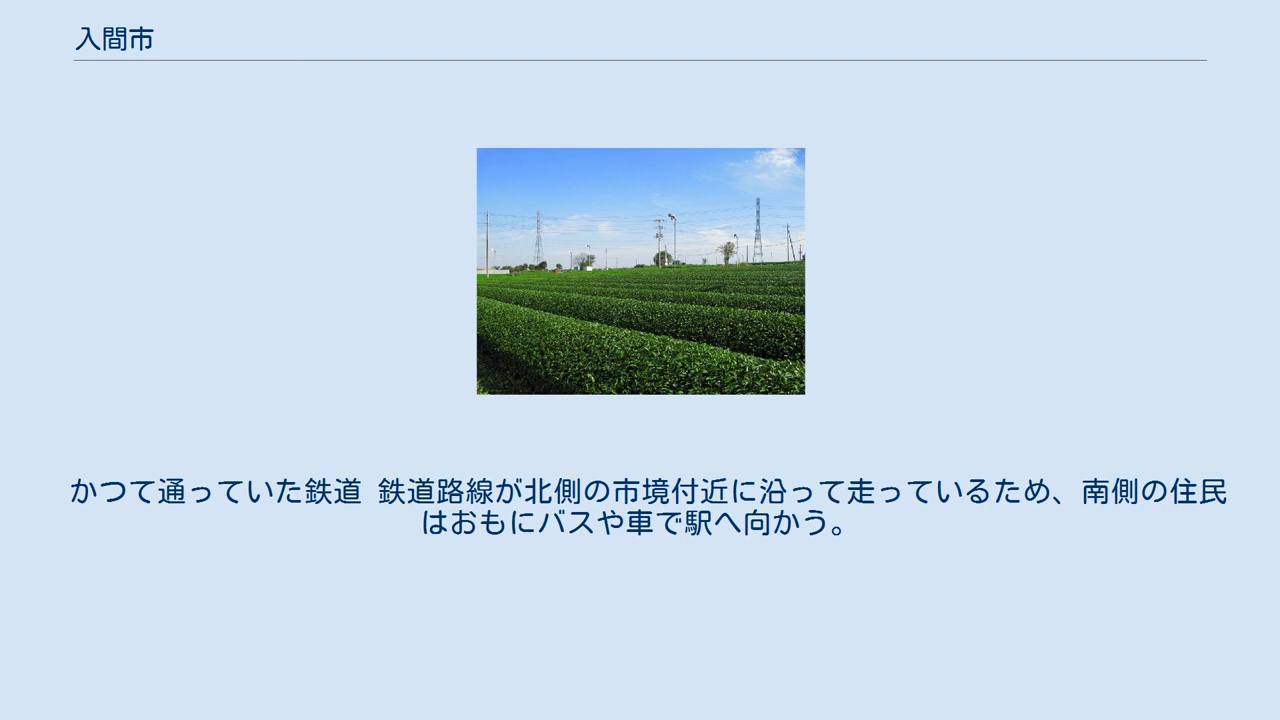 入間市
かつて通っていた鉄道 鉄道路線が北側の市境付近に沿って走っているため、南側の住民
はおもにバスや車で駅へ向かう。